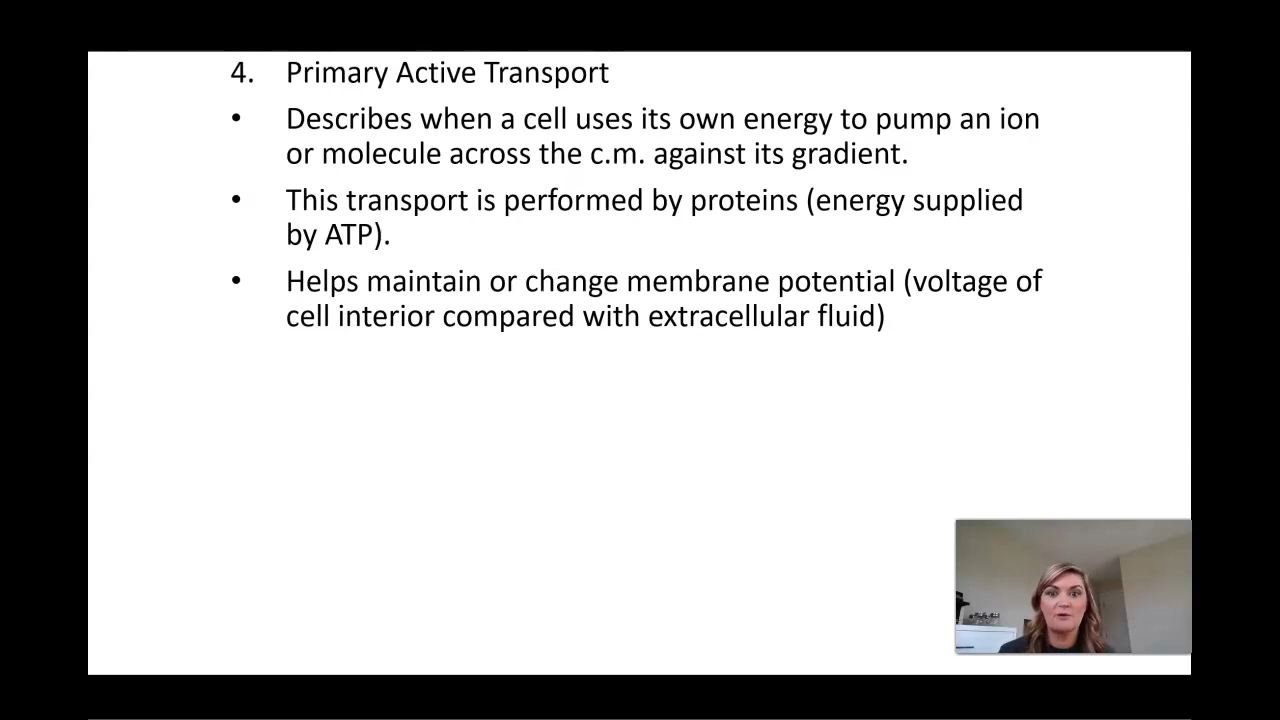 4. Primary Active Transport
• Describes when a cell uses its own energy to pump an ion
or molecule across the c.m. against its gradient.
• This transport is performed by proteins (energy supplied
by ATP).
• Helps maintain or change membrane potential (voltage of
cell interior compared with extracellular fluid)